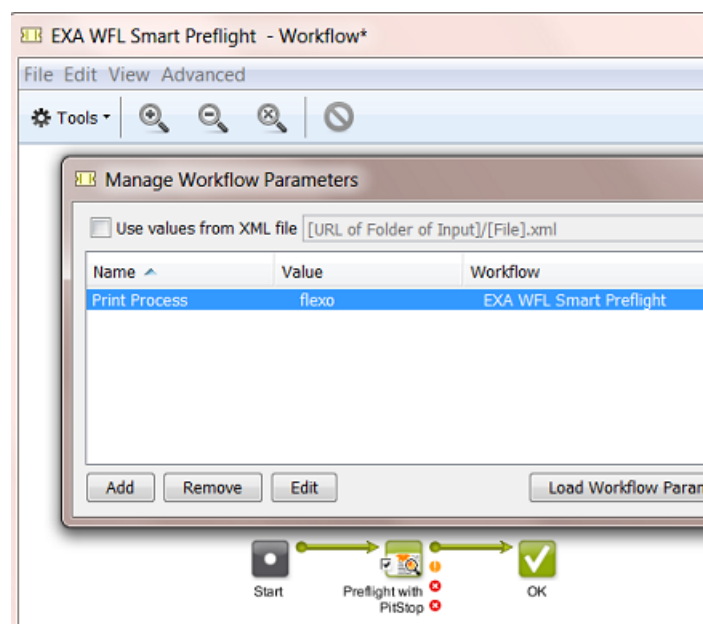 EXA WFL Smart Preflight - Workflow*
File Edit View Advanced
Tools
Manage Workflow Parameters
Use values from XML file [URL of Folder of Input]/[File].xml
Name Value Workflow
Print Process flexo EXA WFL Smart Preflight
Add Remove Edit Load Workflow Param
Start Preflight with PitStop OK